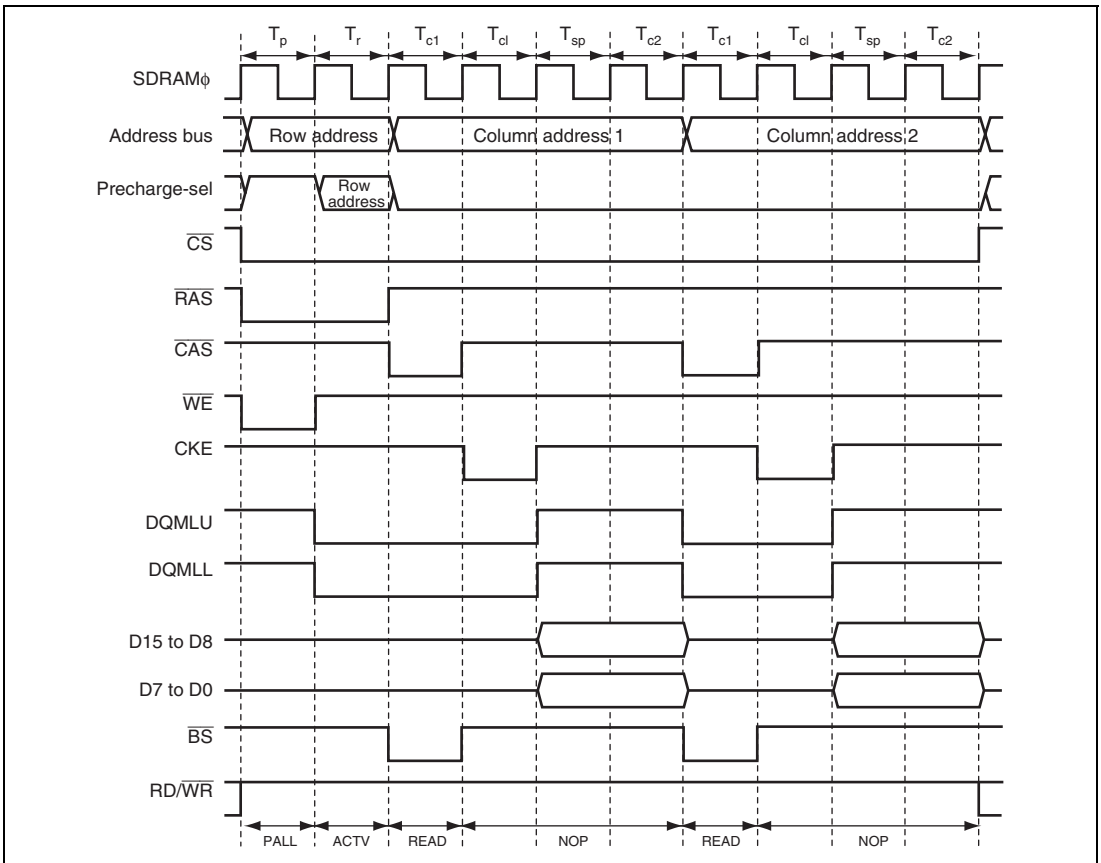 Tp Tr Tc1 Tcl Tsp Tc2 Tc1 Tcl Tsp Tc2
SDRAMϕ
Address bus Row address Column address 1 Column address 2
Precharge-sel Row
address
CS
RAS
CAS
WE
CKE
DQMLU
DQMLL
D15 to D8
D7 to D0
BS
RD/WR
PALL ACTV READ NOP READ NOP